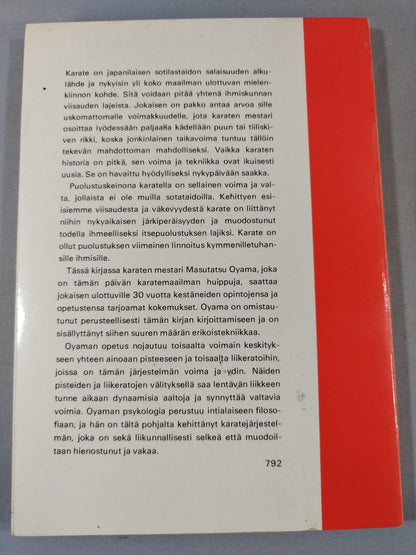 Karate on japanilaisen sotilastaidon salaisuuden alku-
lähde ja nykyisin yli koko maailman ulottuvan mielen-
kiinnon kohde. Sitä voidaan pitää yhtenä ihmiskunnan
viisauden lajeista. Jokaisen on pakko antaa arvoa sille
uskomattomalle voimakkuudelle, jota karaten mestari
osoittaa lyödessään paljaalla kädellään puun tai tiiliski-
ven rikki, koska jonkinlainen taikavoima tuntuu tällöin
tekevän mahdottoman mahdolliseksi. Vaikka karaten
historia on pitkä, sen voima ja tekniikka ovat ikuisesti
uusia. Se on havaittu hyödylliseksi nykypäivään saakka.
Puolustuskeinona karatella on sellainen voima ja val-
ta, jollaista ei ole muilla sotataidoilla. Kehittyen esi-
isiemme viisaudesta ja väkevyydestä karate on liittänyt
niihin nykyaikaisen järkiperäisyyden ja muodostunut
todella ihmeelliseksi itsepuolustuksen lajiksi. Karate on
ollut puolustuksen viimeinen linnoitus kymmenilletuhan-
sille ihmisille.
Tässä kirjassa karaten mestari Masutatsu Oyama, joka
on tämän päivän karatemaailman huippuja, saattaa
jokaisen ulottuville 30 vuotta kestäneiden opintojensa ja
opetustensa tarjoamat kokemukset. Oyama on omistau-
tunut perusteellisesti tämän kirjan kirjoittamiseen ja on
sisällyttänyt siihen suuren määrän erikoistekniikkaa.
Oyaman opetus nojautuu toisaalta voimain keskityk-
seen yhteen ainoaan pisteeseen ja toisaalta liikeratoihin,
joissa on tämän järjestelmän voima ja ydin. Näiden
pisteiden ja liikeratojen välityksellä saa lentävän liikkeen
tunne aikaan dynaamisia aaltoja ja synnyttää valtavia
voimia. Oyaman psykologia perustuu intialaiseen filoso-
fiaan, ja hän on tältä pohjalta kehittänyt karatejärjestel-
män, joka on sekä liikunnallisesti selkeä että muodoil-
taan hienostunut ja vakaa.
792